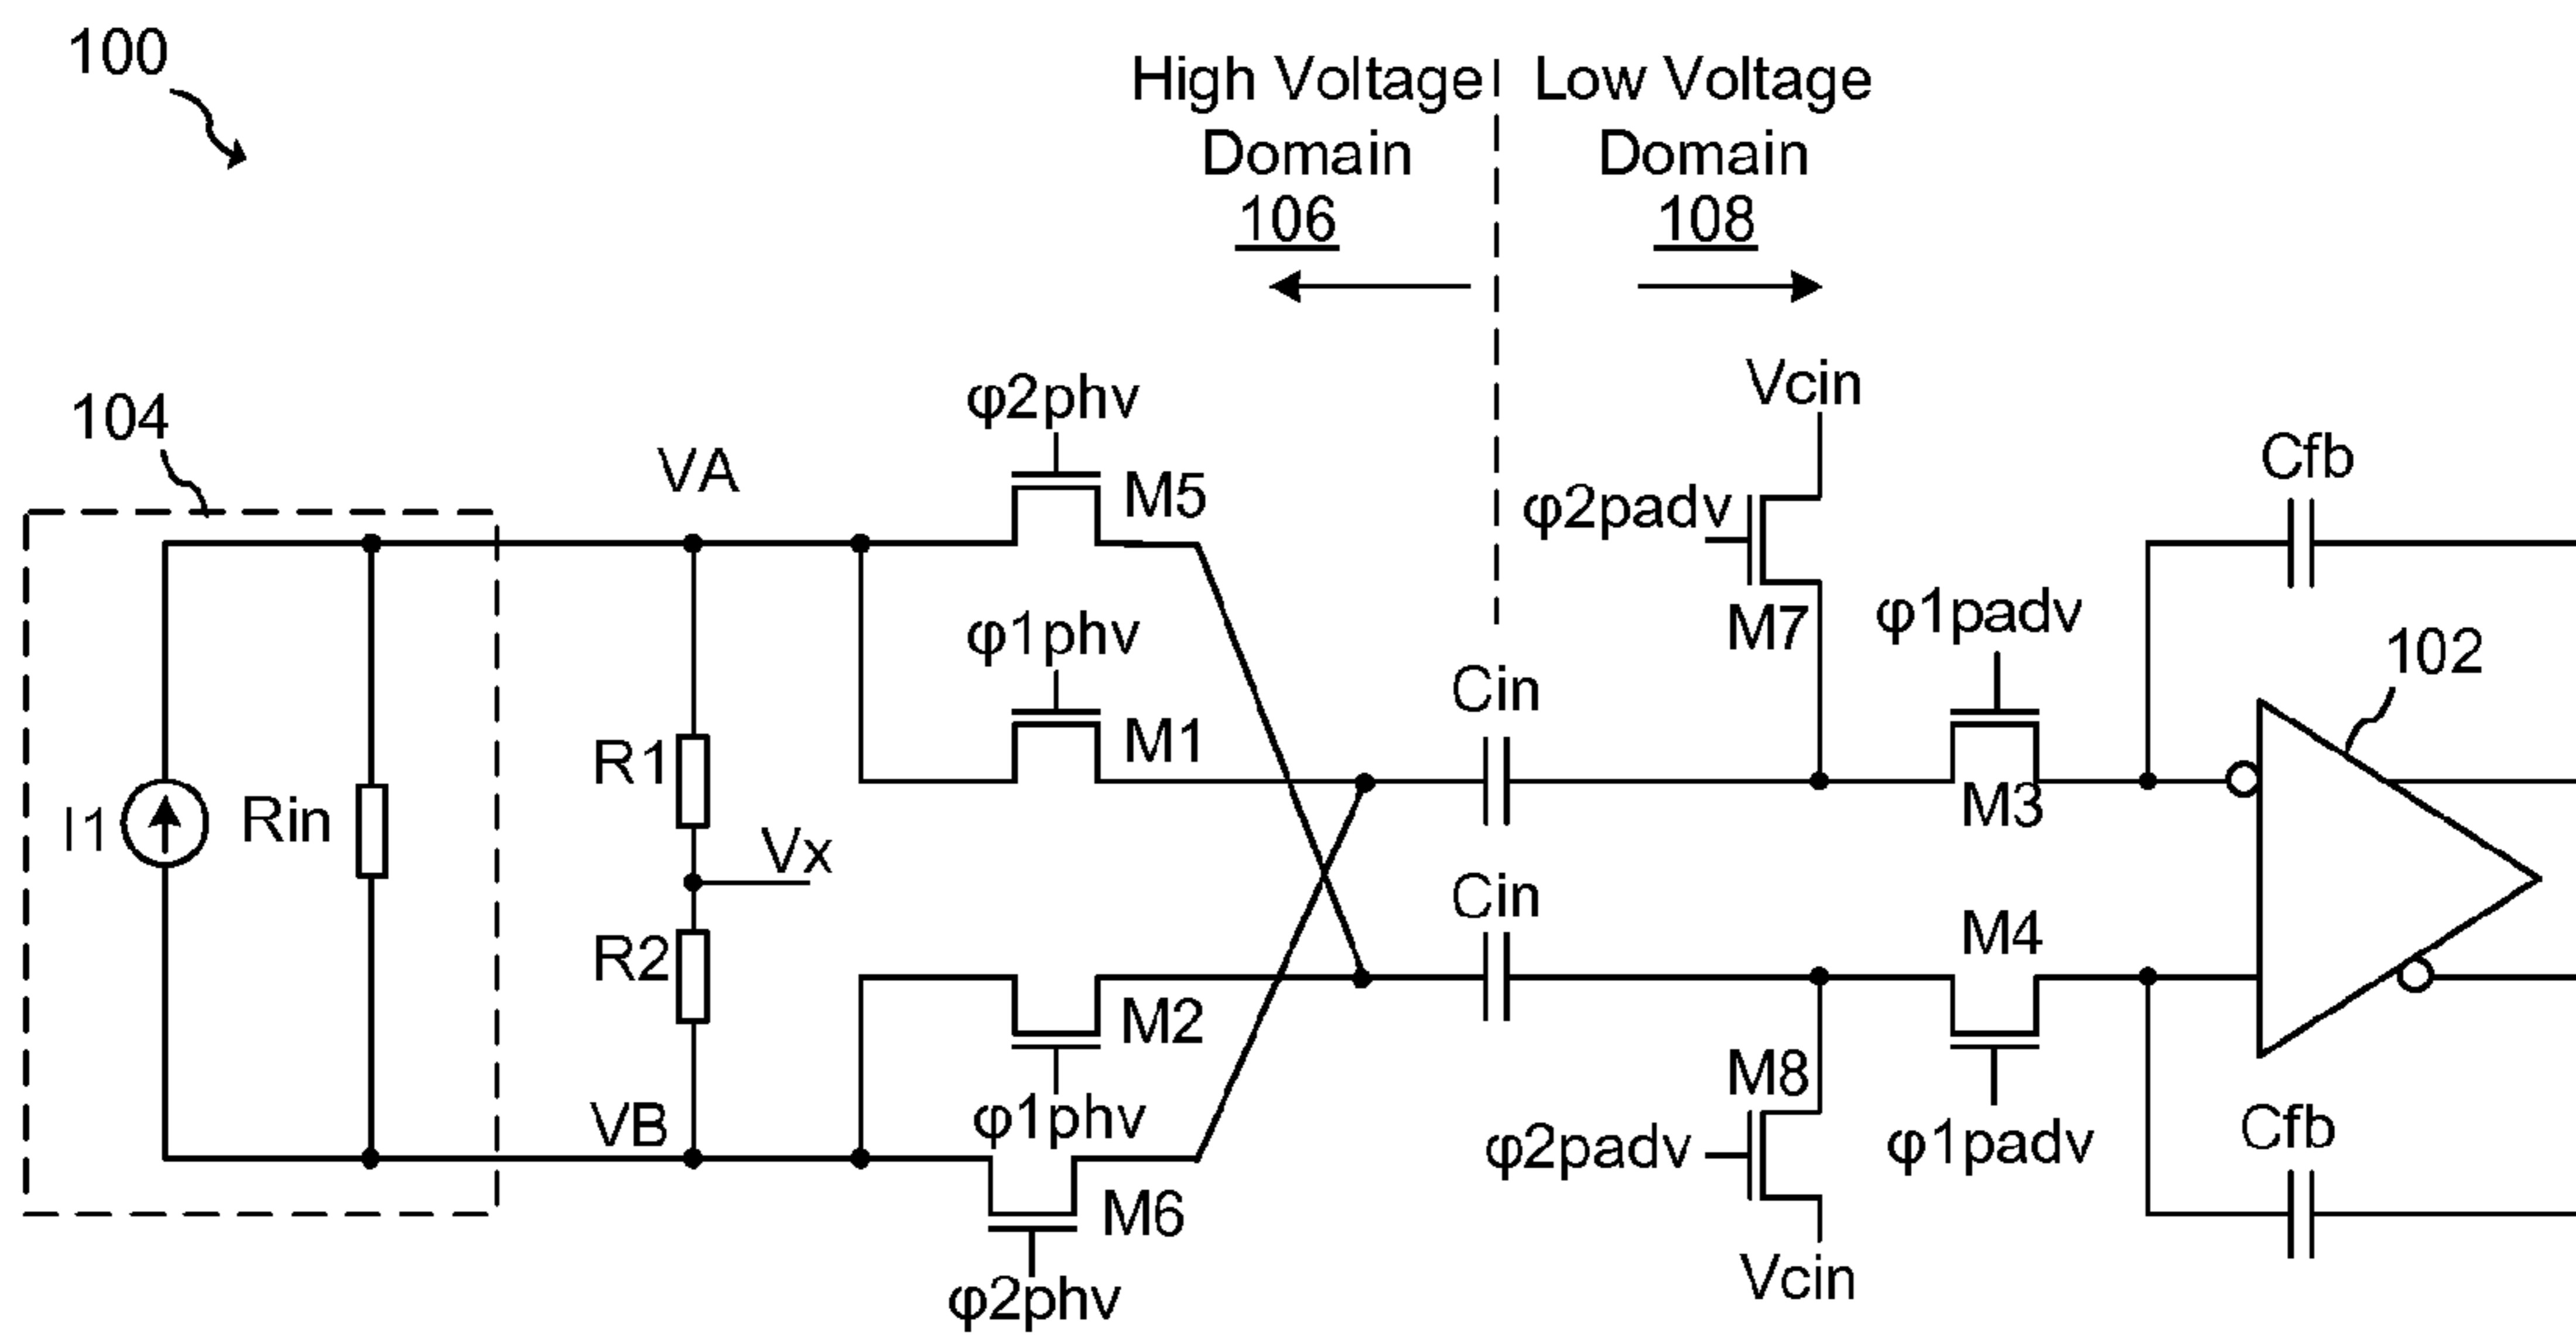 100
High Voltage
Domain
106
Low Voltage
Domain
108
104
VA
φ2phv
M5
Vcin
φ2padv
M7
Cfb
φ1phv
M1
φ1padv
M3
102
Cin
I1
Rin
R1
Vx
R2
Cin
M4
M2
φ1phv
VB
M8
φ2padv
φ1padv
Cfb
M6
φ2phv
Vcin